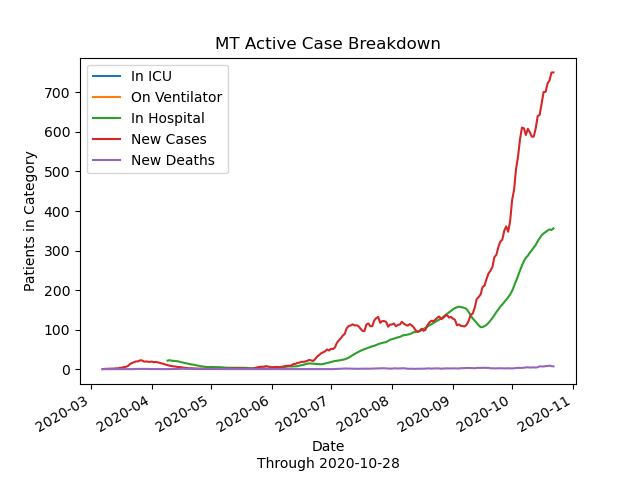 MT Active Case Breakdown
In ICU
On Ventilator
In Hospital
New Cases
New Deaths
Patients in Category
700
600
500
400
300
200
100
0
2020-03
2020-04
2020-05
2020-06
2020-07
2020-08
2020-09
2020-10
2020-11
Date
Through 2020-10-28